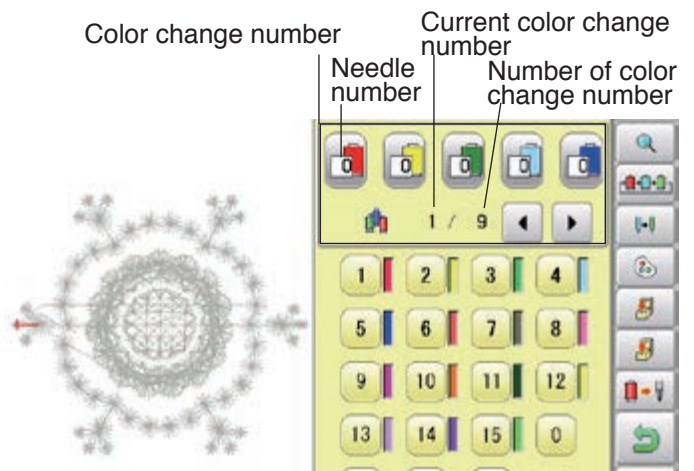 Color change number
Current color change
number
Needle
number
Number of color
change number
0 0 0 0 0
1 / 9
1 2 3 4
5 6 7 8
9 10 11 12
13 14 15 0